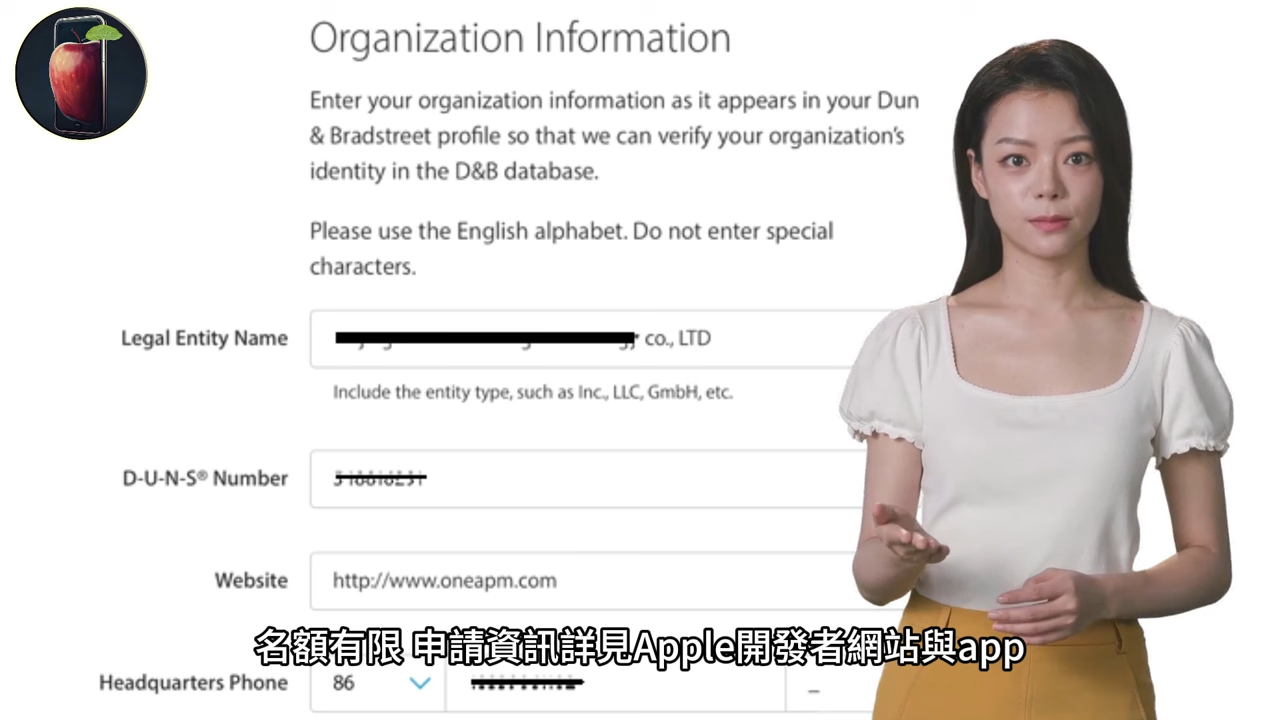 Organization Information
Enter your organization information as it appears in your Dun
& Bradstreet profile so that we can verify your organization's
identity in the D&B database.
Please use the English alphabet. Do not enter special
characters.
Legal Entity Name
co., LTD
Include the entity type, such as Inc., LLC, GmbH, etc.
D-U-N-S® Number
Website
http://www.oneapm.com
名額有限 申請資訊詳見Apple開發者網站與app
Headquarters Phone
86
–